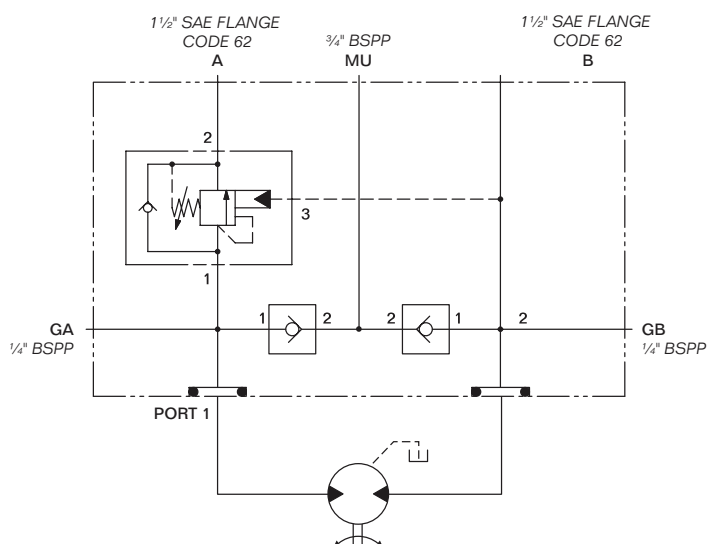 1½" SAE FLANGE
CODE 62
A
¾" BSPP
MU
1½" SAE FLANGE
CODE 62
B
2
3
1
GA
¼" BSPP
1
2
2
1
2
GB
¼" BSPP
PORT 1